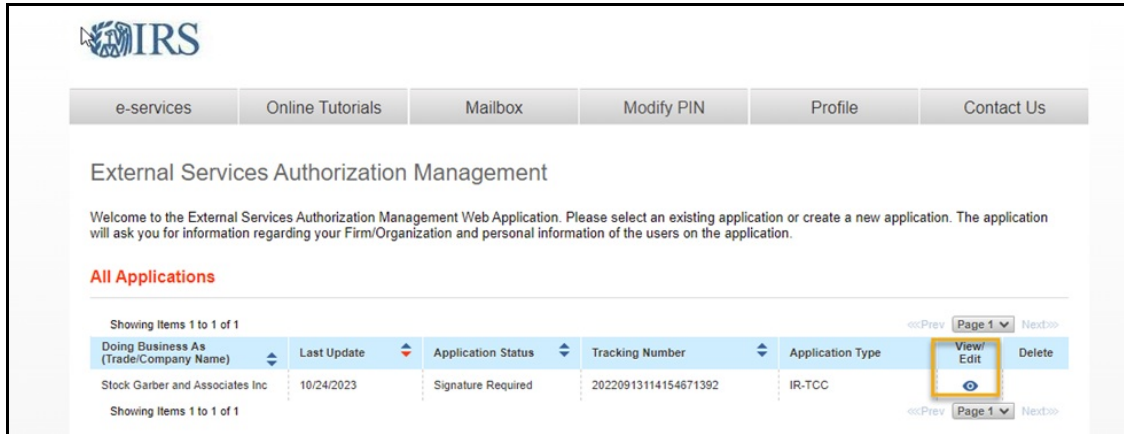 IRS
e-services Online Tutorials Mailbox Modify PIN Profile Contact Us
External Services Authorization Management
Welcome to the External Services Authorization Management Web Application. Please select an existing application or create a new application. The application
will ask you for information regarding your Firm/Organization and personal information of the users on the application.
All Applications
Showing Items 1 to 1 of 1 «Prev Page 1 Next»
Doing Business As
(Trade/Company Name) Last Update Application Status Tracking Number Application Type View/
Edit Delete
Stock Garber and Associates Inc 10/24/2023 Signature Required 20220913114154671392 IR-TCC
Showing Items 1 to 1 of 1 «Prev Page 1 Next»